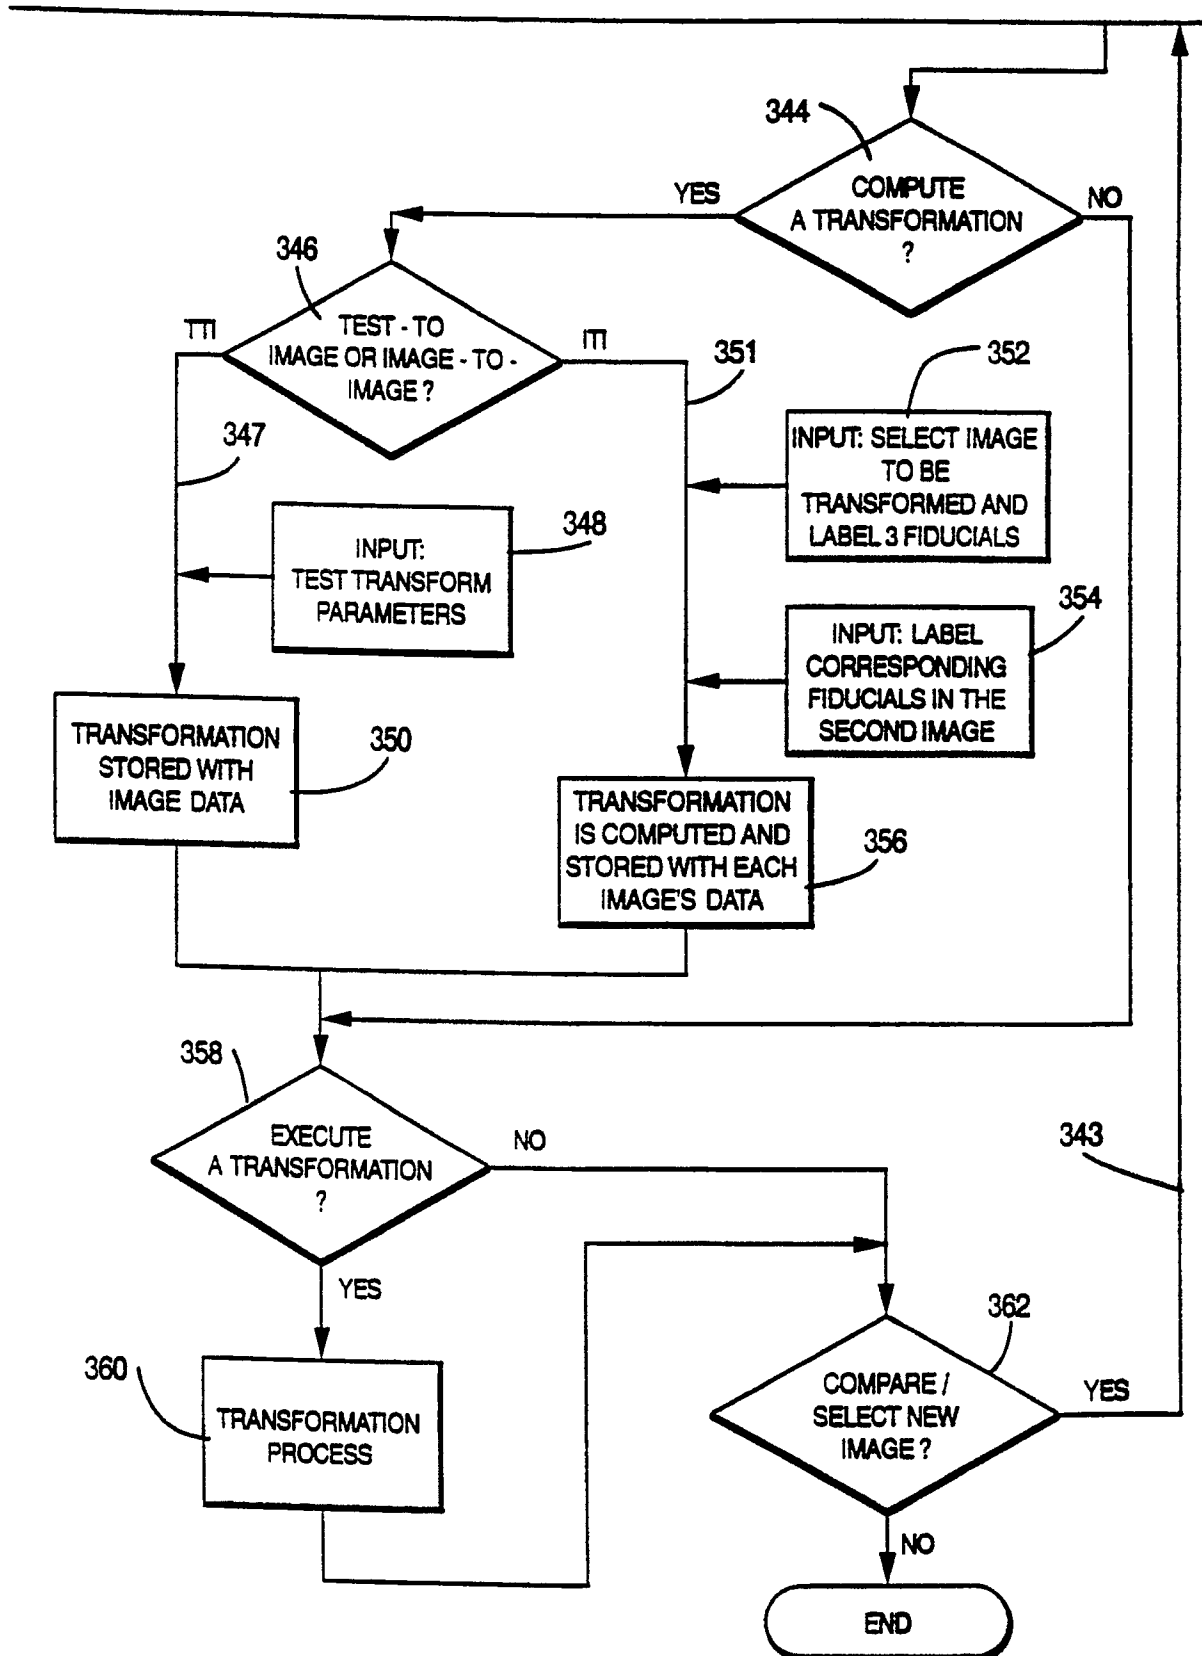 344
COMPUTE
A TRANSFORMATION
?
YES
NO
346
TEST - TO
IMAGE OR IMAGE - TO -
IMAGE ?
TTI
ITI
347
351
352
INPUT: SELECT IMAGE
TO BE
TRANSFORMED AND
LABEL 3 FIDUCIALS
348
INPUT:
TEST TRANSFORM
PARAMETERS
354
INPUT: LABEL
CORRESPONDING
FIDUCIALS IN THE
SECOND IMAGE
TRANSFORMATION
STORED WITH
IMAGE DATA
350
TRANSFORMATION
IS COMPUTED AND
STORED WITH EACH
IMAGE'S DATA
356
358
EXECUTE
A TRANSFORMATION
?
NO
YES
343
360
TRANSFORMATION
PROCESS
362
COMPARE /
SELECT NEW
IMAGE ?
YES
NO
END